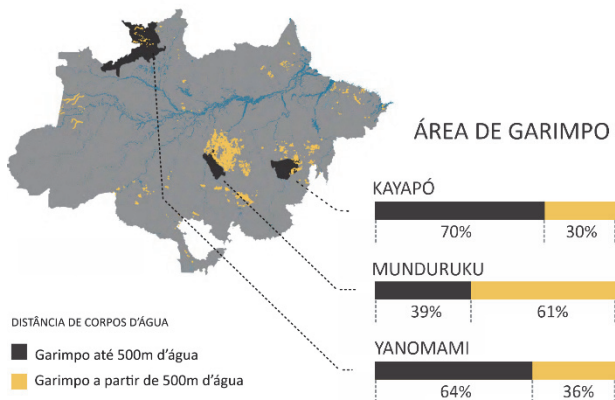 ÁREA DE GARIMPO
KAYAPÓ
70% 30%
MUNDURUKU
39% 61%
YANOMAMI
64% 36%
DISTÂNCIA DE CORPOS D'ÁGUA
Garimpo até 500m d'água
Garimpo a partir de 500m d'água